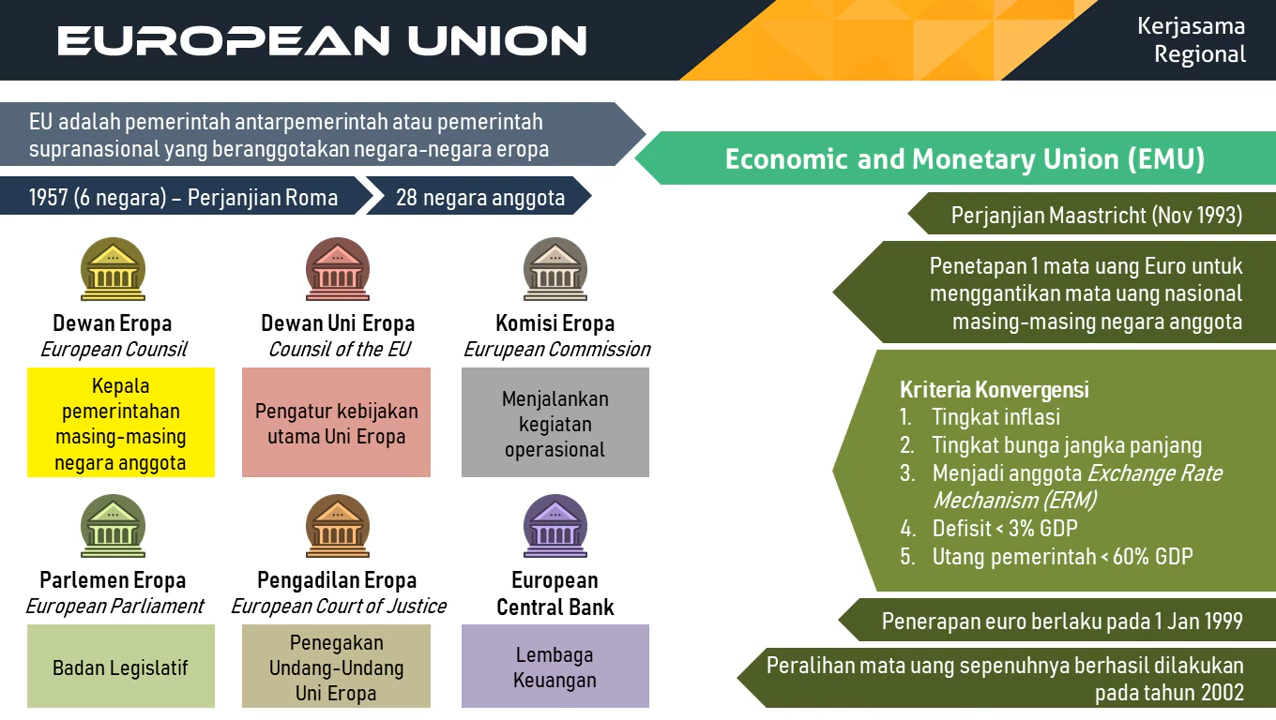 EUROPEAN UNION
Kerjasama
Regional
EU adalah pemerintah antarpemerintah atau pemerintah
supranasional yang beranggotakan negara-negara eropa
1957 (6 negara) – Perjanjian Roma
28 negara anggota
Dewan Eropa
European Counsil
Kepala
pemerintahan
masing-masing
negara anggota
Dewan Uni Eropa
Counsil of the EU
Pengatur kebijakan
utama Uni Eropa
Komisi Eropa
Eurupean Commission
Menjalankan
kegiatan
operasional
Parlemen Eropa
European Parliament
Badan Legislatif
Pengadilan Eropa
European Court of Justice
Penegakan
Undang-Undang
Uni Eropa
European
Central Bank
Lembaga
Keuangan
Economic and Monetary Union (EMU)
Perjanjian Maastricht (Nov 1993)
Penetapan 1 mata uang Euro untuk
menggantikan mata uang nasional
masing-masing negara anggota
Kriteria Konvergensi
1. Tingkat inflasi
2. Tingkat bunga jangka panjang
3. Menjadi anggota Exchange Rate
Mechanism (ERM)
4. Defisit < 3% GDP
5. Utang pemerintah < 60% GDP
Penerapan euro berlaku pada 1 Jan 1999
Peralihan mata uang sepenuhnya berhasil dilakukan
pada tahun 2002